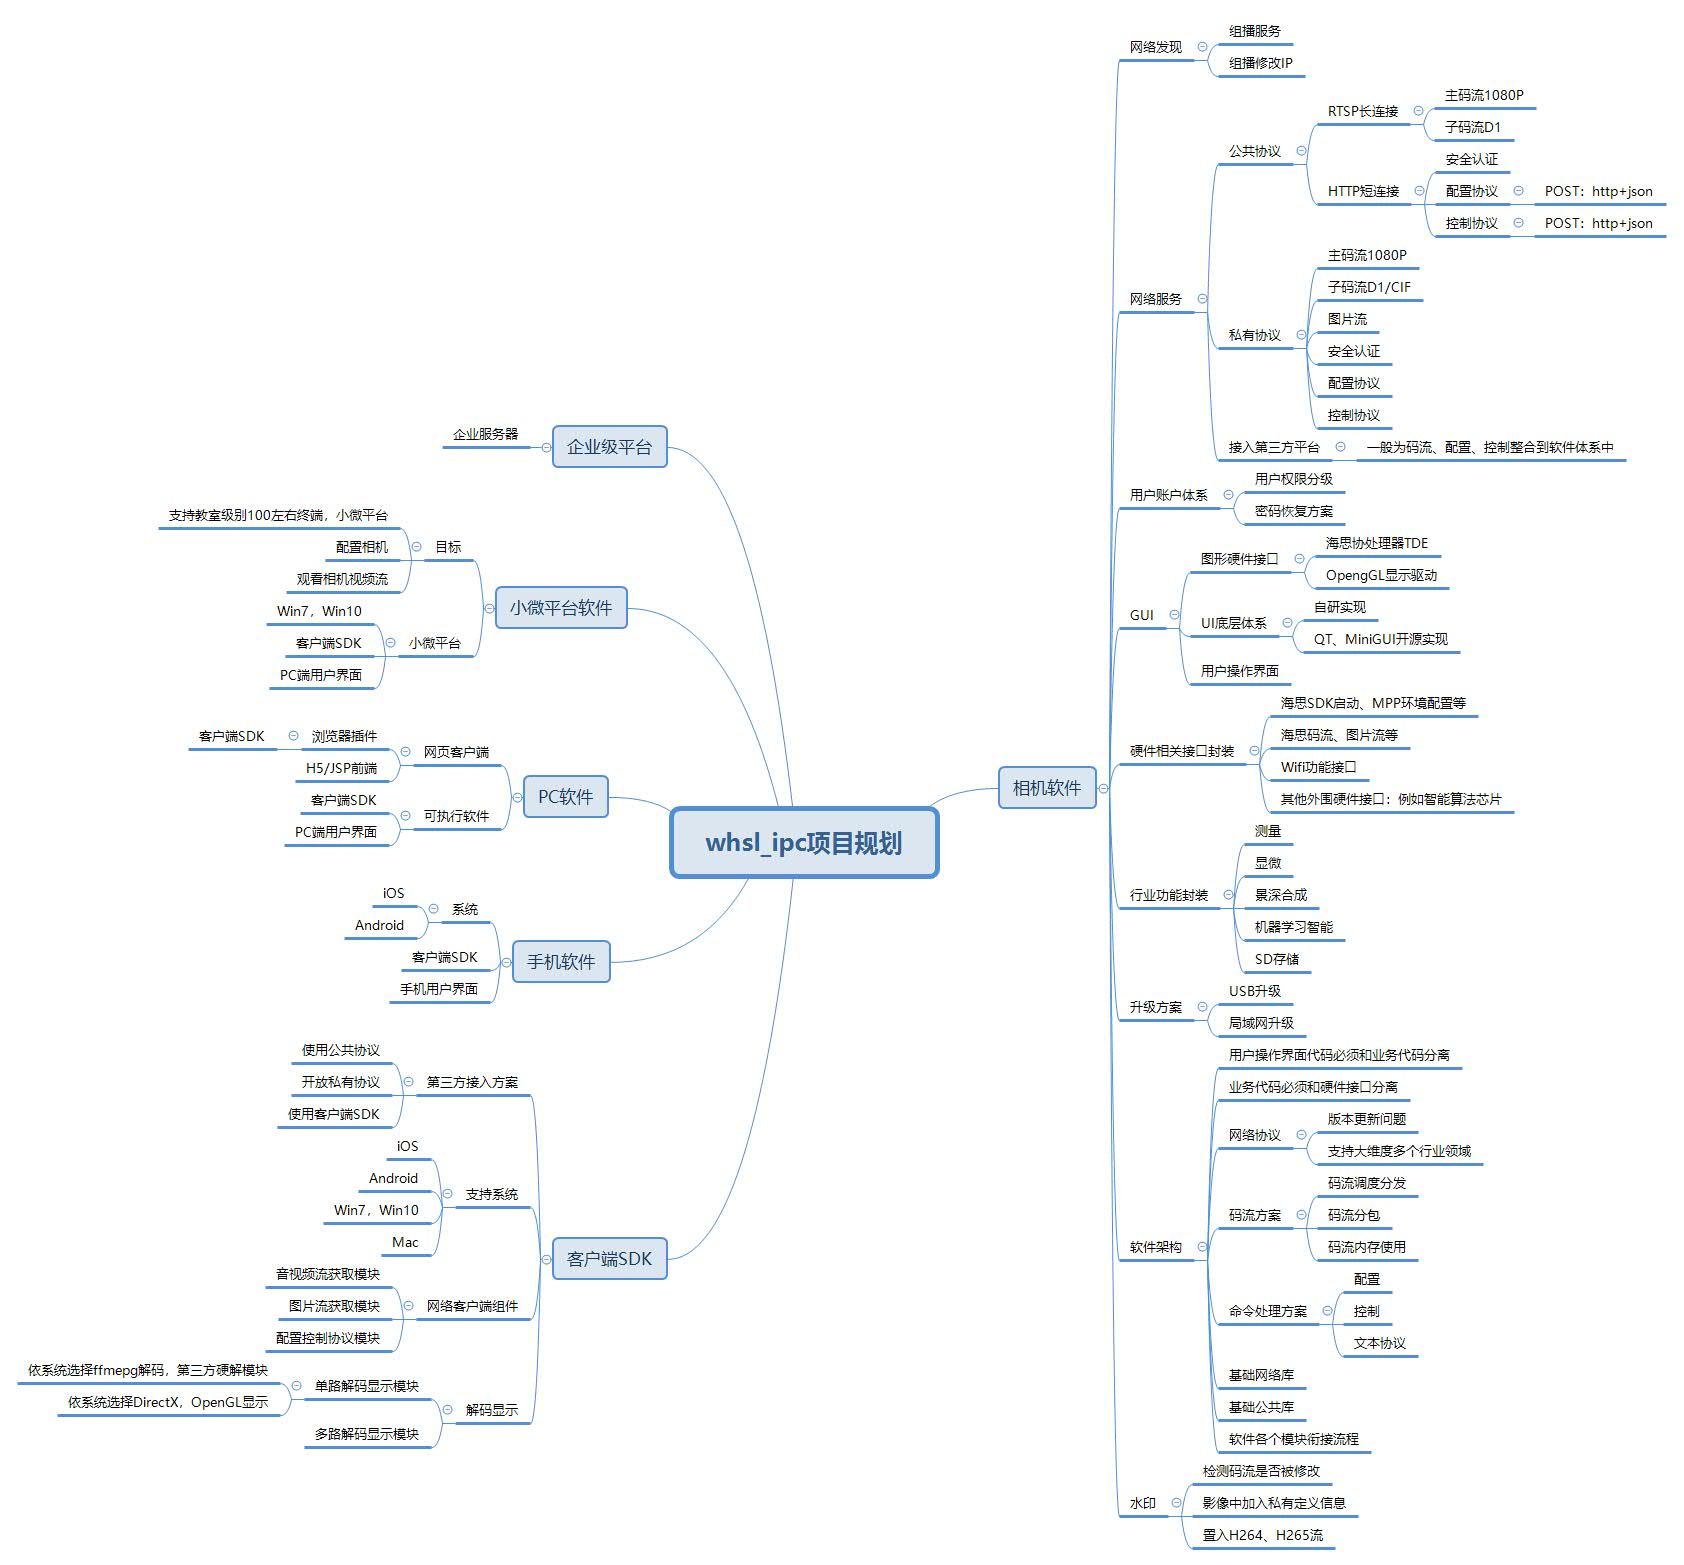 whsl_ipc项目规划
相机软件
网络发现
组播服务
组播修改IP
网络服务
公共协议
RTSP长连接
主码流1080P
子码流D1
HTTP短连接
安全认证
配置协议
POST：http+json
控制协议
POST：http+json
私有协议
主码流1080P
子码流D1/CIF
图片流
安全认证
配置协议
控制协议
接入第三方平台
一般为码流、配置、控制整合到软件体系中
用户账户体系
用户权限分级
密码恢复方案
GUI
图形硬件接口
海思协处理器TDE
OpengGL显示驱动
UI底层体系
自研实现
QT、MiniGUI开源实现
用户操作界面
硬件相关接口封装
海思SDK启动、MPP环境配置等
海思码流、图片流等
Wifi功能接口
其他外围硬件接口：例如智能算法芯片
行业功能封装
测量
显微
景深合成
机器学习智能
SD存储
升级方案
USB升级
局域网升级
软件架构
用户操作界面代码必须和业务代码分离
业务代码必须和硬件接口分离
网络协议
版本更新问题
支持大维度多个行业领域
码流方案
码流调度分发
码流分包
码流内存使用
命令处理方案
配置
控制
文本协议
基础网络库
基础公共库
软件各个模块衔接流程
水印
检测码流是否被修改
影像中加入私有定义信息
置入H264、H265流
企业级平台
企业服务器
小微平台软件
目标
支持教室级别100左右终端，小微平台
配置相机
观看相机视频流
小微平台
Win7，Win10
客户端SDK
PC端用户界面
PC软件
网页客户端
浏览器插件
客户端SDK
H5/JSP前端
可执行软件
客户端SDK
PC端用户界面
手机软件
系统
iOS
Android
客户端SDK
手机用户界面
客户端SDK
第三方接入方案
使用公共协议
开放私有协议
使用客户端SDK
支持系统
iOS
Android
Win7，Win10
Mac
网络客户端组件
音视频流获取模块
图片流获取模块
配置控制协议模块
解码显示
单路解码显示模块
依系统选择ffmepg解码，第三方硬解模块
依系统选择DirectX，OpenGL显示
多路解码显示模块